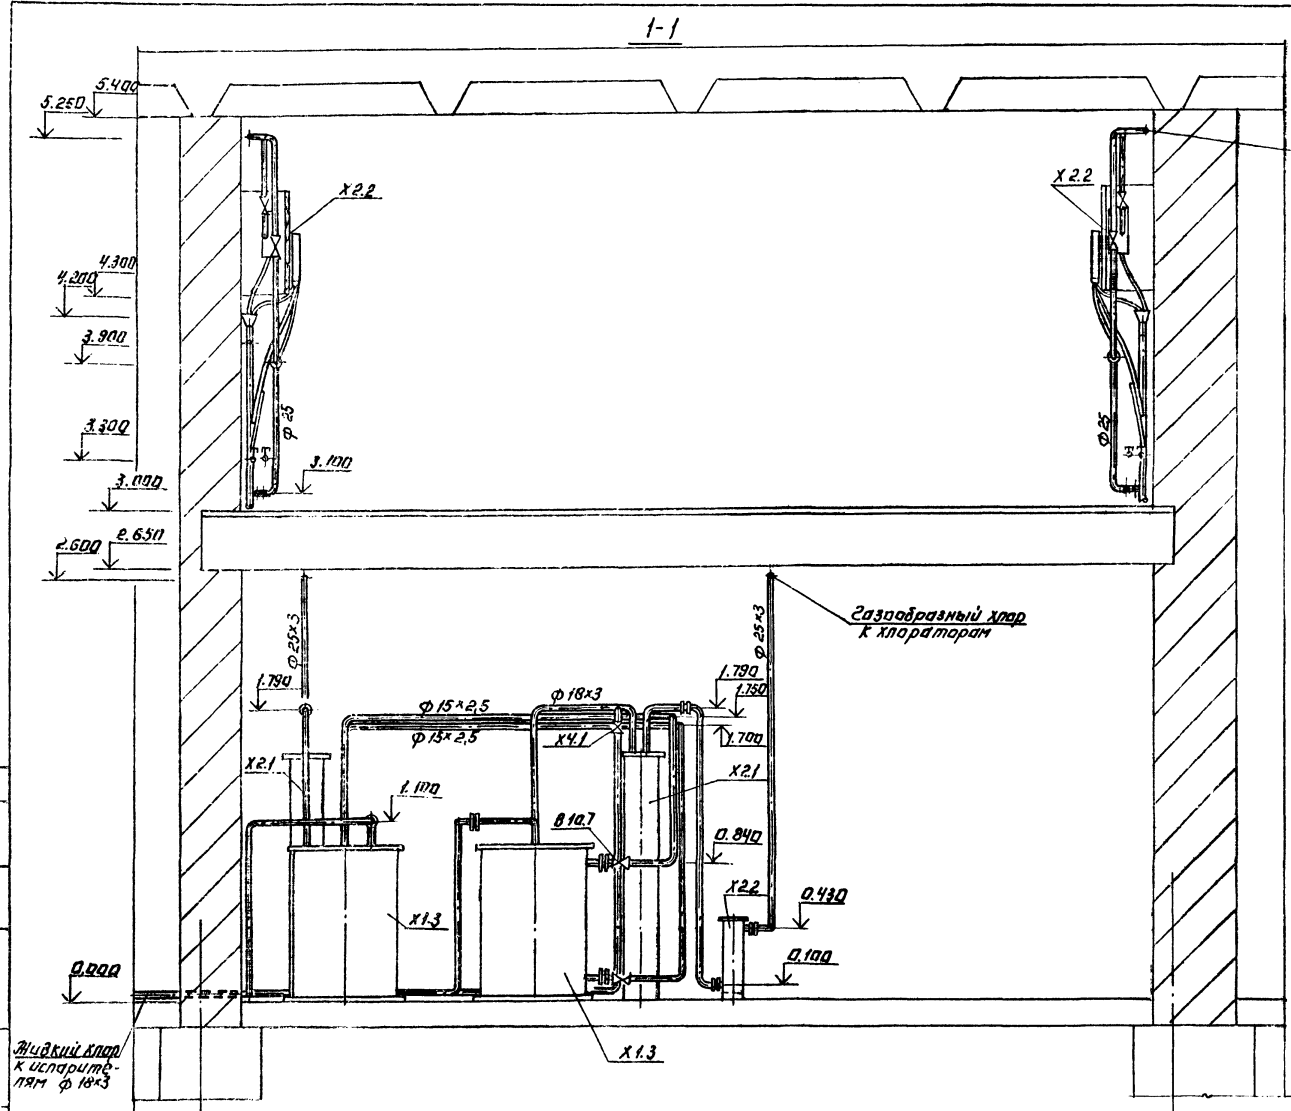 1-1
5.400
5.250
X2.2
X2.2
4.300
4.200
3.900
ф 25
ф 25
3.300
3.100
3.000
2.650
2.600
ф 25×3
ф 25×3
Газообразный хлор
к хлораторам
1.790
ф 15×2,5
ф 18×3
1.790
1.750
ф 15×2,5
X4.1
1.700
X2.1
X2.1
1.100
В10.7
0.840
X2.2
0.430
X1.3
0.000
0.100
Жидкий хлор
к испарите-
лям ф 18×3
X1.3